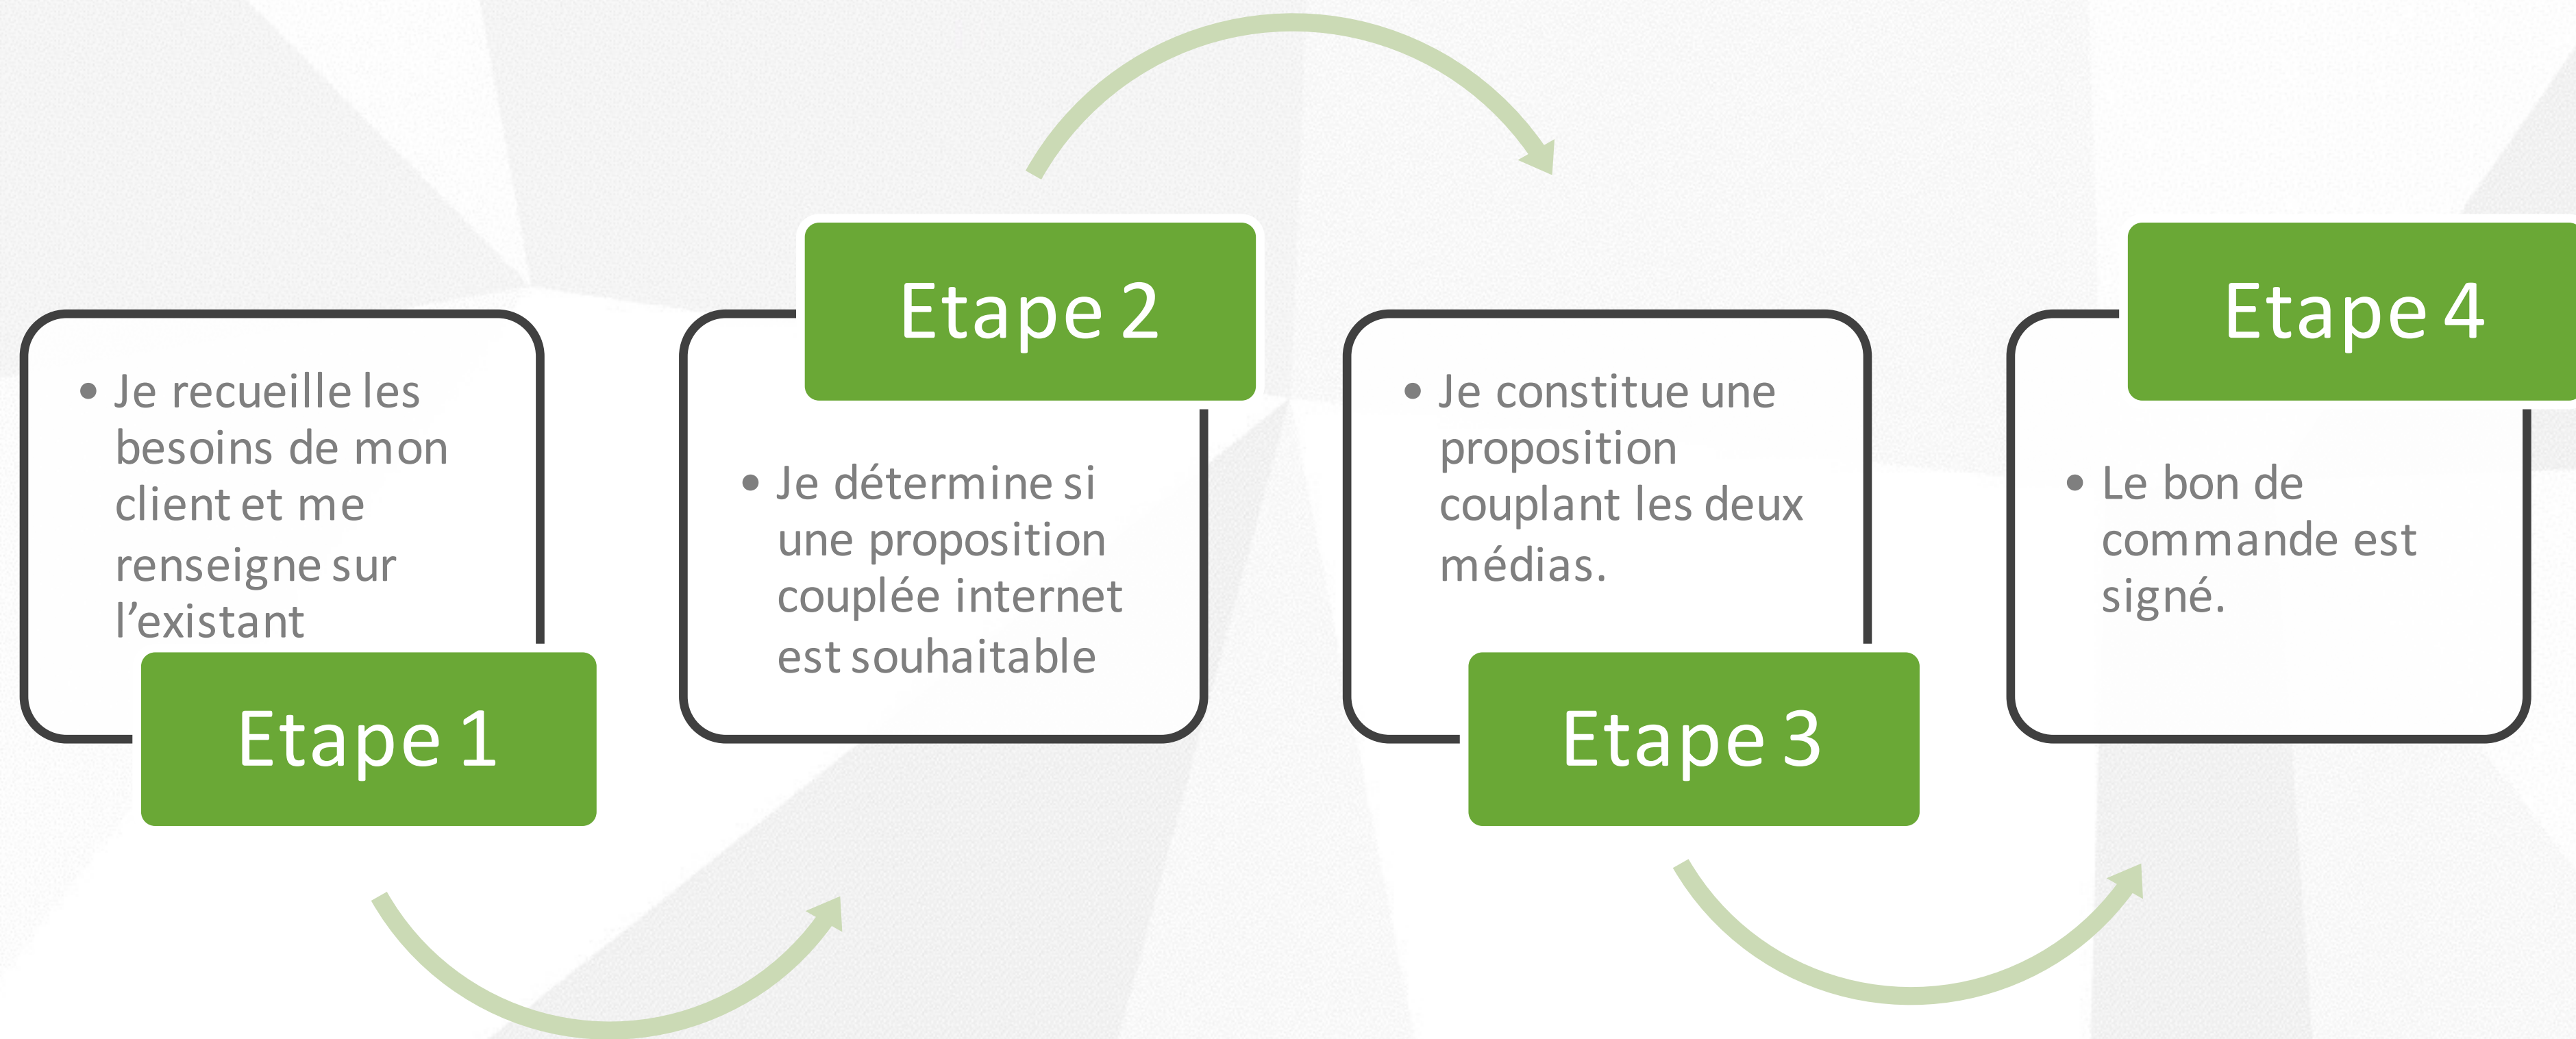 • Je recueille les
besoins de mon
client et me
renseigne sur
l’existant
Etape 1
Etape 2
• Je détermine si
une proposition
couplée internet
est souhaitable
• Je constitue une
proposition
couplant les deux
médias.
Etape 3
Etape 4
• Le bon de
commande est
signé.